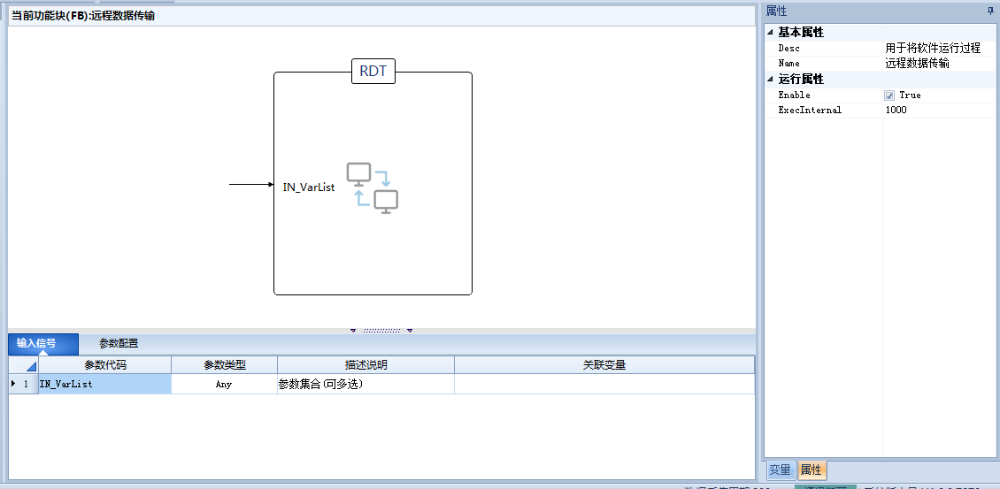 当前功能块(FB):远程数据传输
RDT
IN_VarList
输入信号 参数配置
参数代码 参数类型 描述说明 关联变量
1 IN_VarList Any 参数集合(可多选)
属性
基本属性
Desc 用于将软件运行过程
Name 远程数据传输
运行属性
Enable True
ExecInternal 1000
变量 属性